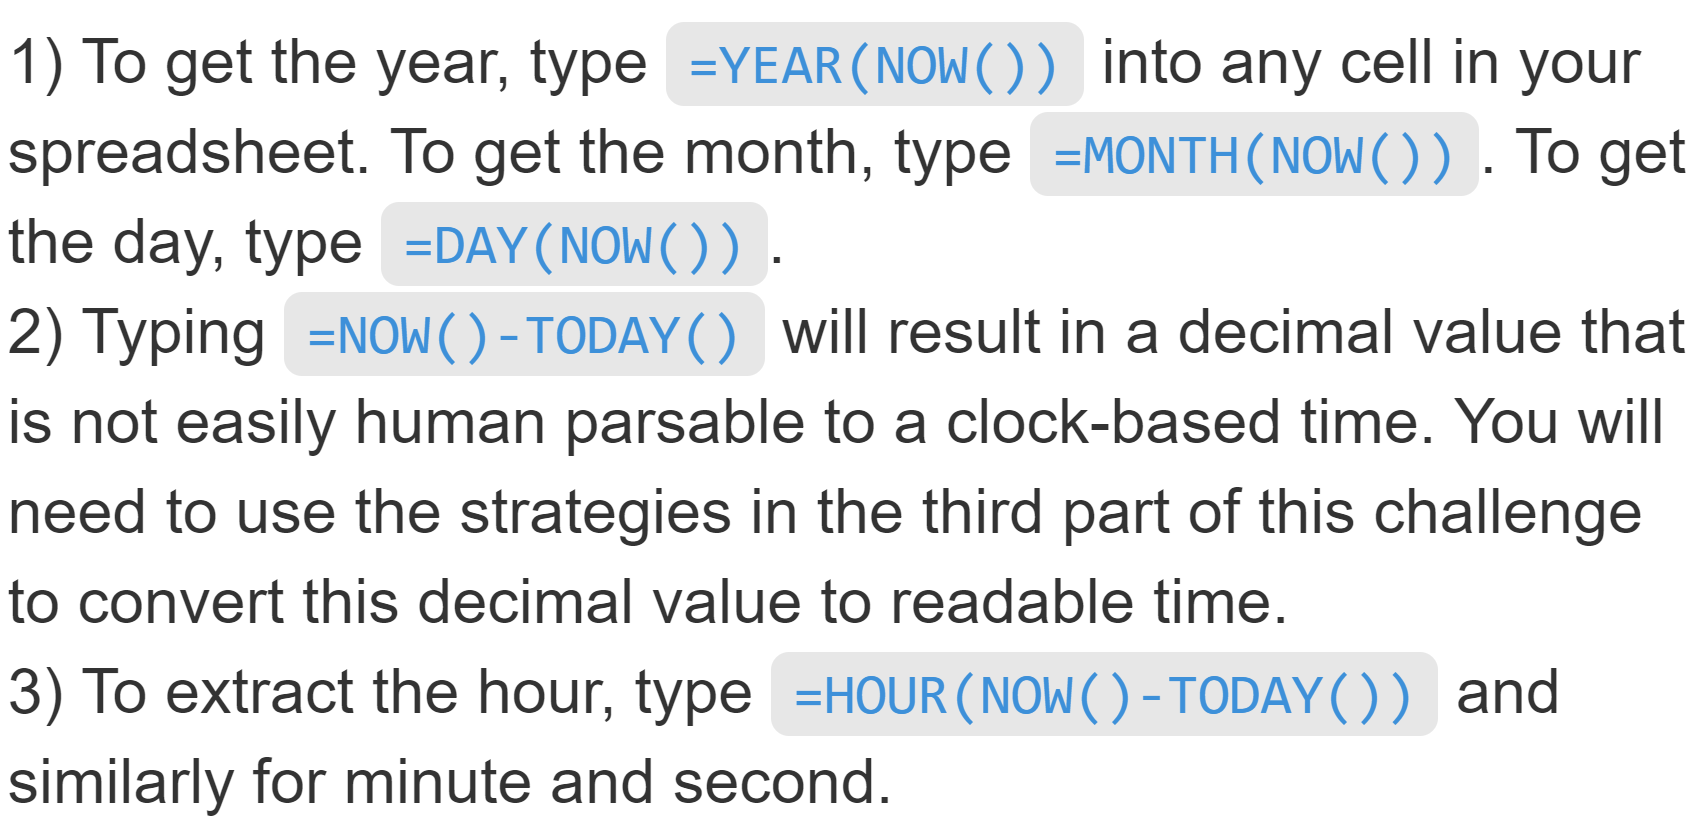 1) To get the year, type =YEAR(NOW()) into any cell in your
spreadsheet. To get the month, type =MONTH(NOW()). To get
the day, type =DAY(NOW()).
2) Typing =NOW()-TODAY() will result in a decimal value that
is not easily human parsable to a clock-based time. You will
need to use the strategies in the third part of this challenge
to convert this decimal value to readable time.
3) To extract the hour, type =HOUR(NOW()-TODAY()) and
similarly for minute and second.